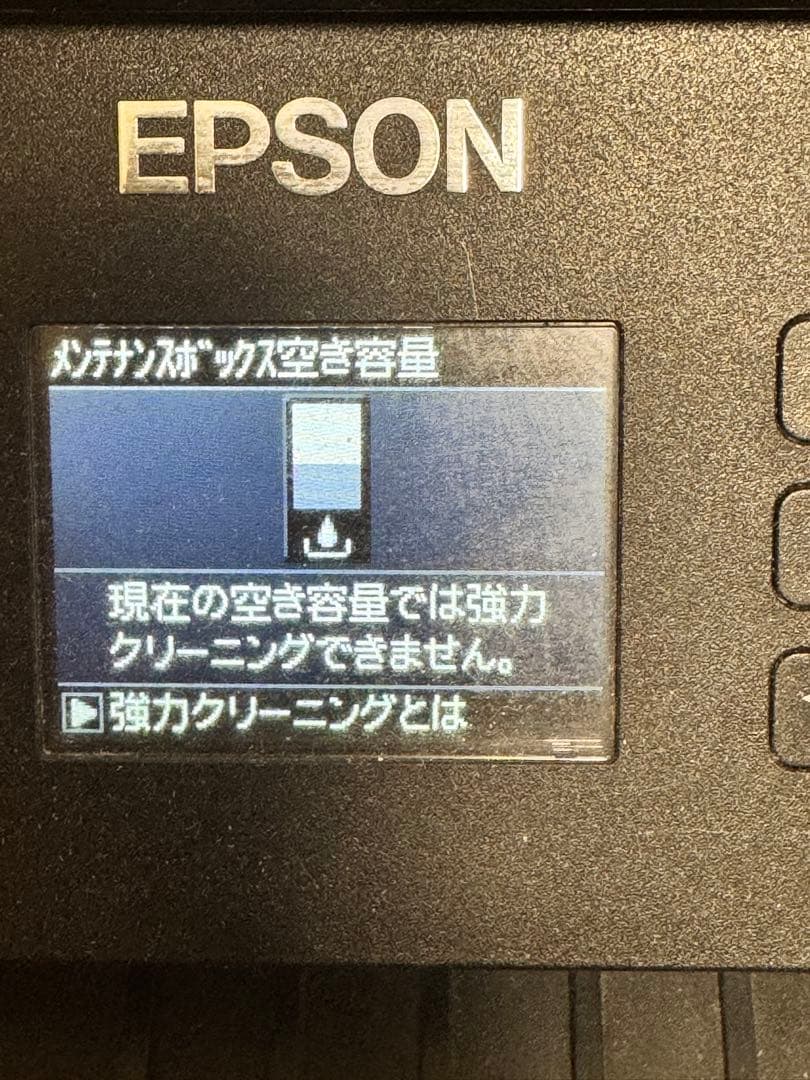 EPSON
ﾒﾝﾃﾅﾝｽﾎﾞｯｸｽ空き容量
現在の空き容量では強力
クリーニングできません。
強力クリーニングとは